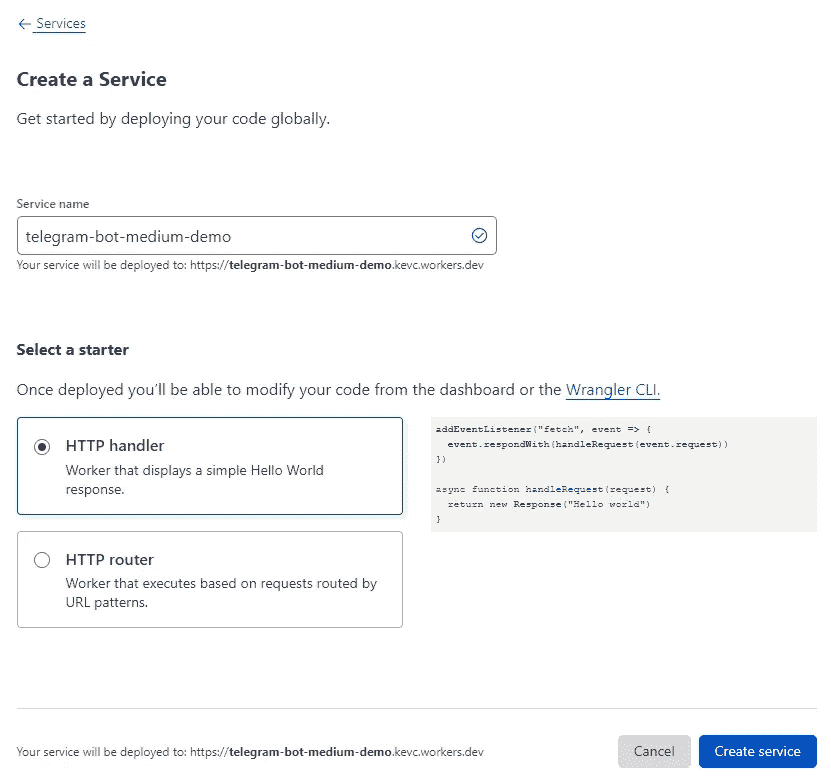 ← Services
Create a Service
Get started by deploying your code globally.
Service name
telegram-bot-medium-demo
Your service will be deployed to: https://telegram-bot-medium-demo.kevc.workers.dev
Select a starter
Once deployed you'll be able to modify your code from the dashboard or the Wrangler CLI.
HTTP handler
Worker that displays a simple Hello World
response.
addEventListener("fetch", event => {
  event.respondWith(handleRequest(event.request))
})
async function handleRequest(request) {
  return new Response("Hello world")
}
HTTP router
Worker that executes based on requests routed by
URL patterns.
Your service will be deployed to: https://telegram-bot-medium-demo.kevc.workers.dev
Cancel
Create service